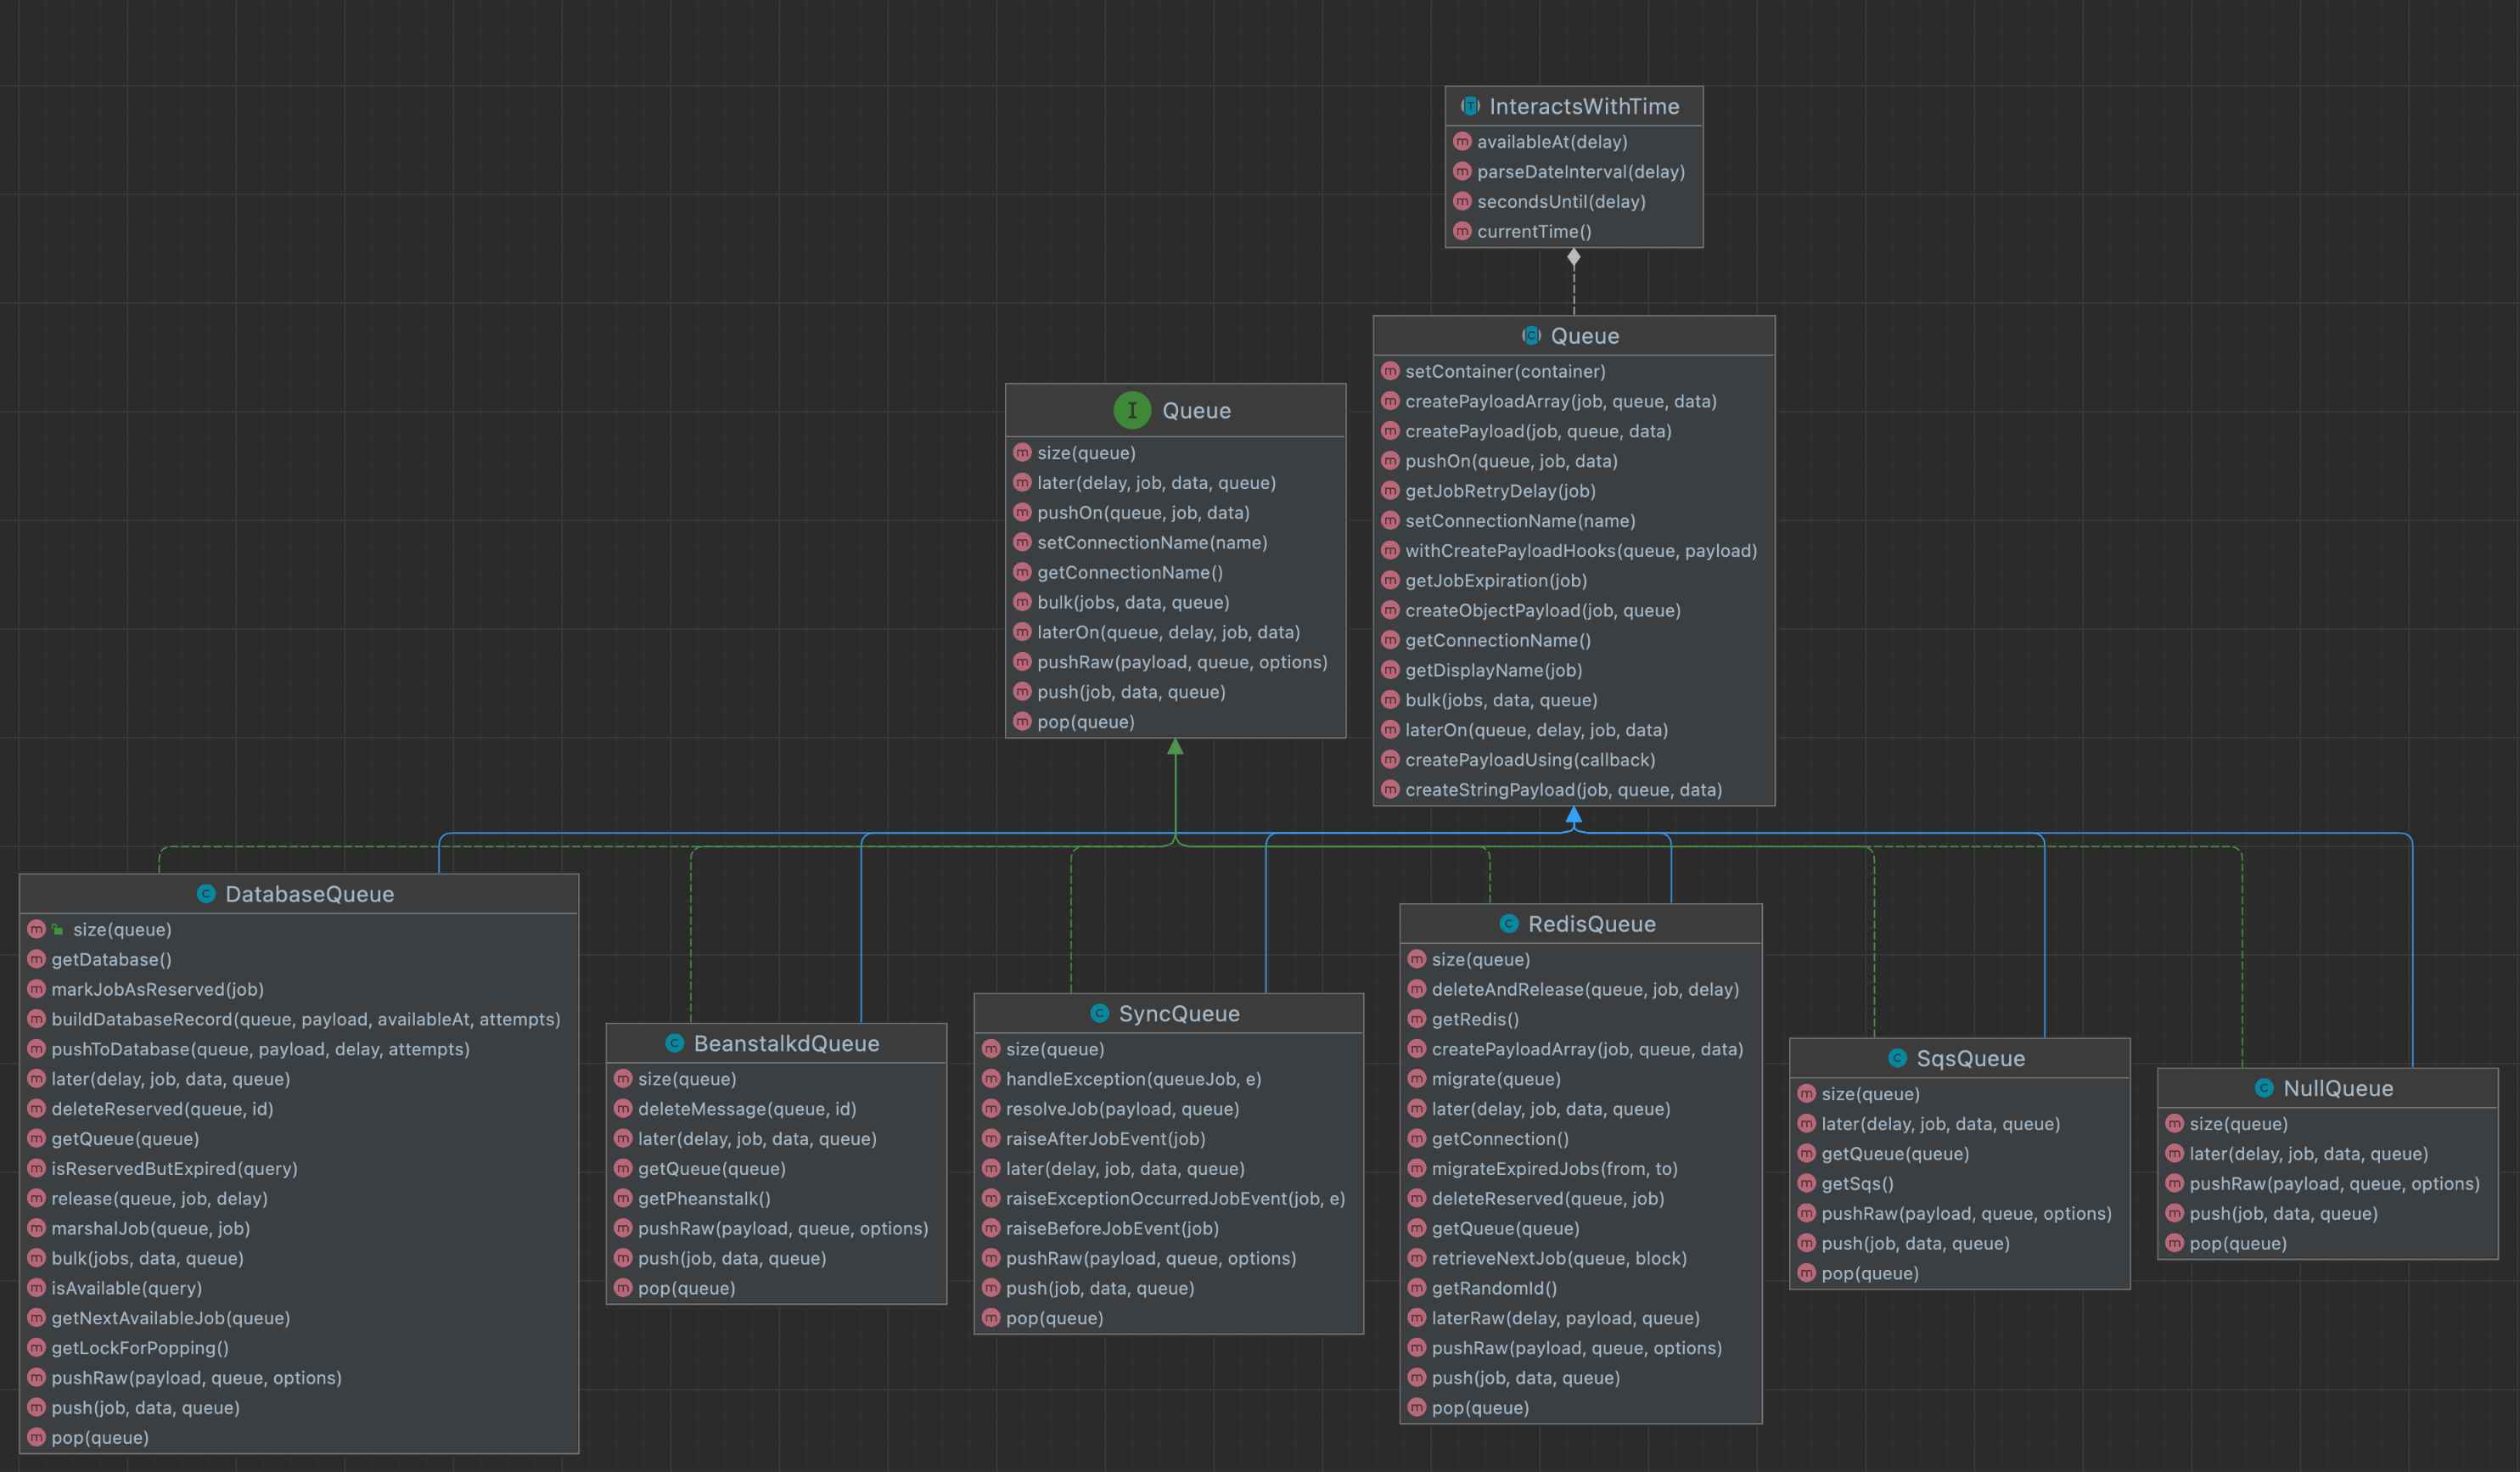 InteractsWithTime
availableAt(delay)
parseDateInterval(delay)
secondsUntil(delay)
currentTime()
Queue
setContainer(container)
createPayloadArray(job, queue, data)
createPayload(job, queue, data)
pushOn(queue, job, data)
getJobRetryDelay(job)
setConnectionName(name)
withCreatePayloadHooks(queue, payload)
getJobExpiration(job)
createObjectPayload(job, queue)
getConnectionName()
getDisplayName(job)
bulk(jobs, data, queue)
laterOn(queue, delay, job, data)
createPayloadUsing(callback)
createStringPayload(job, queue, data)
Queue
size(queue)
later(delay, job, data, queue)
pushOn(queue, job, data)
setConnectionName(name)
getConnectionName()
bulk(jobs, data, queue)
laterOn(queue, delay, job, data)
pushRaw(payload, queue, options)
push(job, data, queue)
pop(queue)
DatabaseQueue
size(queue)
getDatabase()
markJobAsReserved(job)
buildDatabaseRecord(queue, payload, availableAt, attempts)
pushToDatabase(queue, payload, delay, attempts)
later(delay, job, data, queue)
deleteReserved(queue, id)
getQueue(queue)
isReservedButExpired(query)
release(queue, job, delay)
marshalJob(queue, job)
bulk(jobs, data, queue)
isAvailable(query)
getNextAvailableJob(queue)
getLockForPopping()
pushRaw(payload, queue, options)
push(job, data, queue)
pop(queue)
BeanstalkdQueue
size(queue)
deleteMessage(queue, id)
later(delay, job, data, queue)
getQueue(queue)
getPheanstalk()
pushRaw(payload, queue, options)
push(job, data, queue)
pop(queue)
SyncQueue
size(queue)
handleException(queueJob, e)
resolveJob(payload, queue)
raiseAfterJobEvent(job)
later(delay, job, data, queue)
raiseExceptionOccurredJobEvent(job, e)
raiseBeforeJobEvent(job)
pushRaw(payload, queue, options)
push(job, data, queue)
pop(queue)
RedisQueue
size(queue)
deleteAndRelease(queue, job, delay)
getRedis()
createPayloadArray(job, queue, data)
migrate(queue)
later(delay, job, data, queue)
getConnection()
migrateExpiredJobs(from, to)
deleteReserved(queue, job)
getQueue(queue)
retrieveNextJob(queue, block)
getRandomId()
laterRaw(delay, payload, queue)
pushRaw(payload, queue, options)
push(job, data, queue)
pop(queue)
SqsQueue
size(queue)
later(delay, job, data, queue)
getQueue(queue)
getSqs()
pushRaw(payload, queue, options)
push(job, data, queue)
pop(queue)
NullQueue
size(queue)
later(delay, job, data, queue)
pushRaw(payload, queue, options)
push(job, data, queue)
pop(queue)